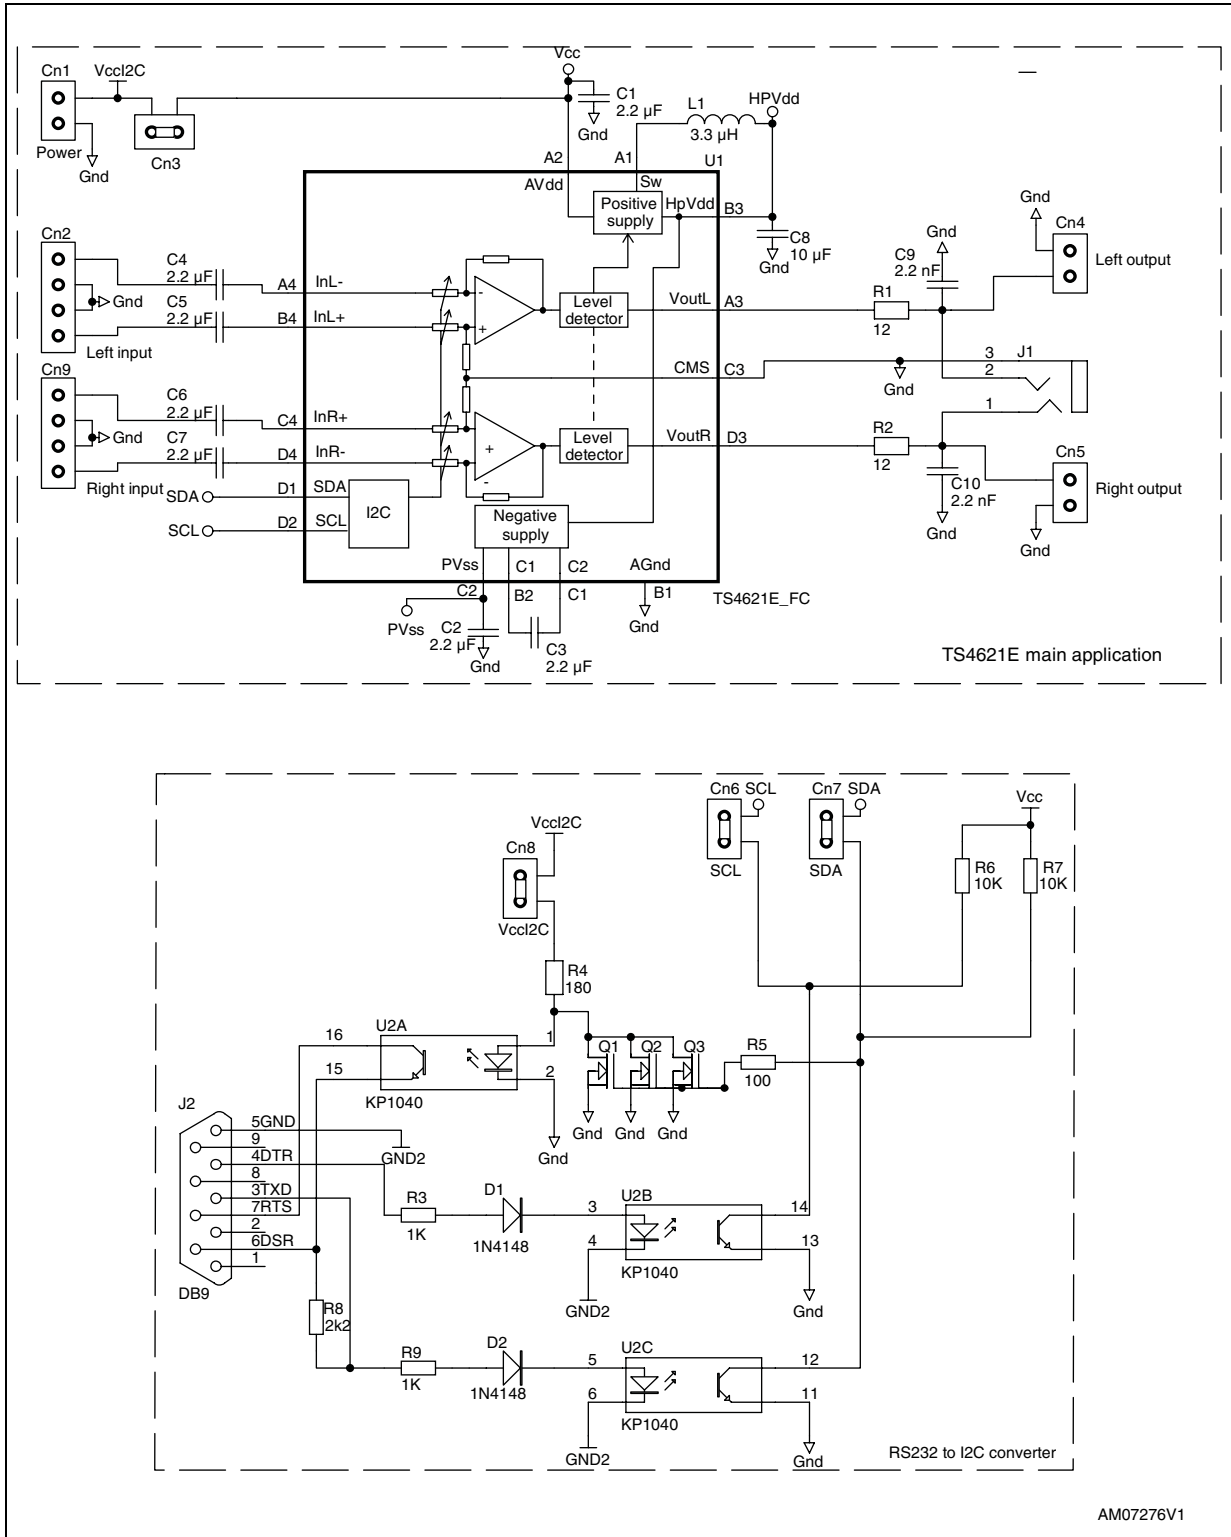 Cn1
VccI2C
Power
Gnd
Cn3
Vcc
C1
2.2 µF
Gnd
L1
3.3 µH
HPVdd
A2
A1
U1
AVdd
Sw
Positive
supply
HpVdd
B3
C8
10 µF
Gnd
Cn2
C4
2.2 µF
C5
2.2 µF
Gnd
Left input
A4
InL-
B4
InL+
-
+
Level
detector
VoutL
A3
R1
12
C9
2.2 nF
Gnd
Gnd
Cn4
Left output
CMS
C3
Gnd
3
J1
2
1
Cn9
C6
2.2 µF
C7
2.2 µF
Gnd
Right input
C4
InR+
D4
InR-
+
-
Level
detector
VoutR
D3
R2
12
C10
2.2 nF
Gnd
Cn5
Right output
Gnd
SDA
D1
SDA
SCL
D2
SCL
I2C
Negative
supply
PVss
C1
C2
AGnd
C2
B2
C1
B1
TS4621E_FC
PVss
C2
2.2 µF
Gnd
C3
2.2 µF
Gnd
TS4621E main application
Cn6 SCL
SCL
Cn7 SDA
SDA
Vcc
R6
10K
R7
10K
VccI2C
Cn8
VccI2C
R4
180
U2A
16
15
1
2
KP1040
Gnd
Q1
Q2
Q3
Gnd
Gnd
Gnd
R5
100
J2
5GND
9
4DTR
8
3TXD
7RTS
2
6DSR
1
DB9
GND2
R3
1K
D1
1N4148
3
4
U2B
KP1040
14
13
GND2
Gnd
R8
2k2
R9
1K
D2
1N4148
5
6
U2C
KP1040
12
11
GND2
Gnd
RS232 to I2C converter
AM07276V1